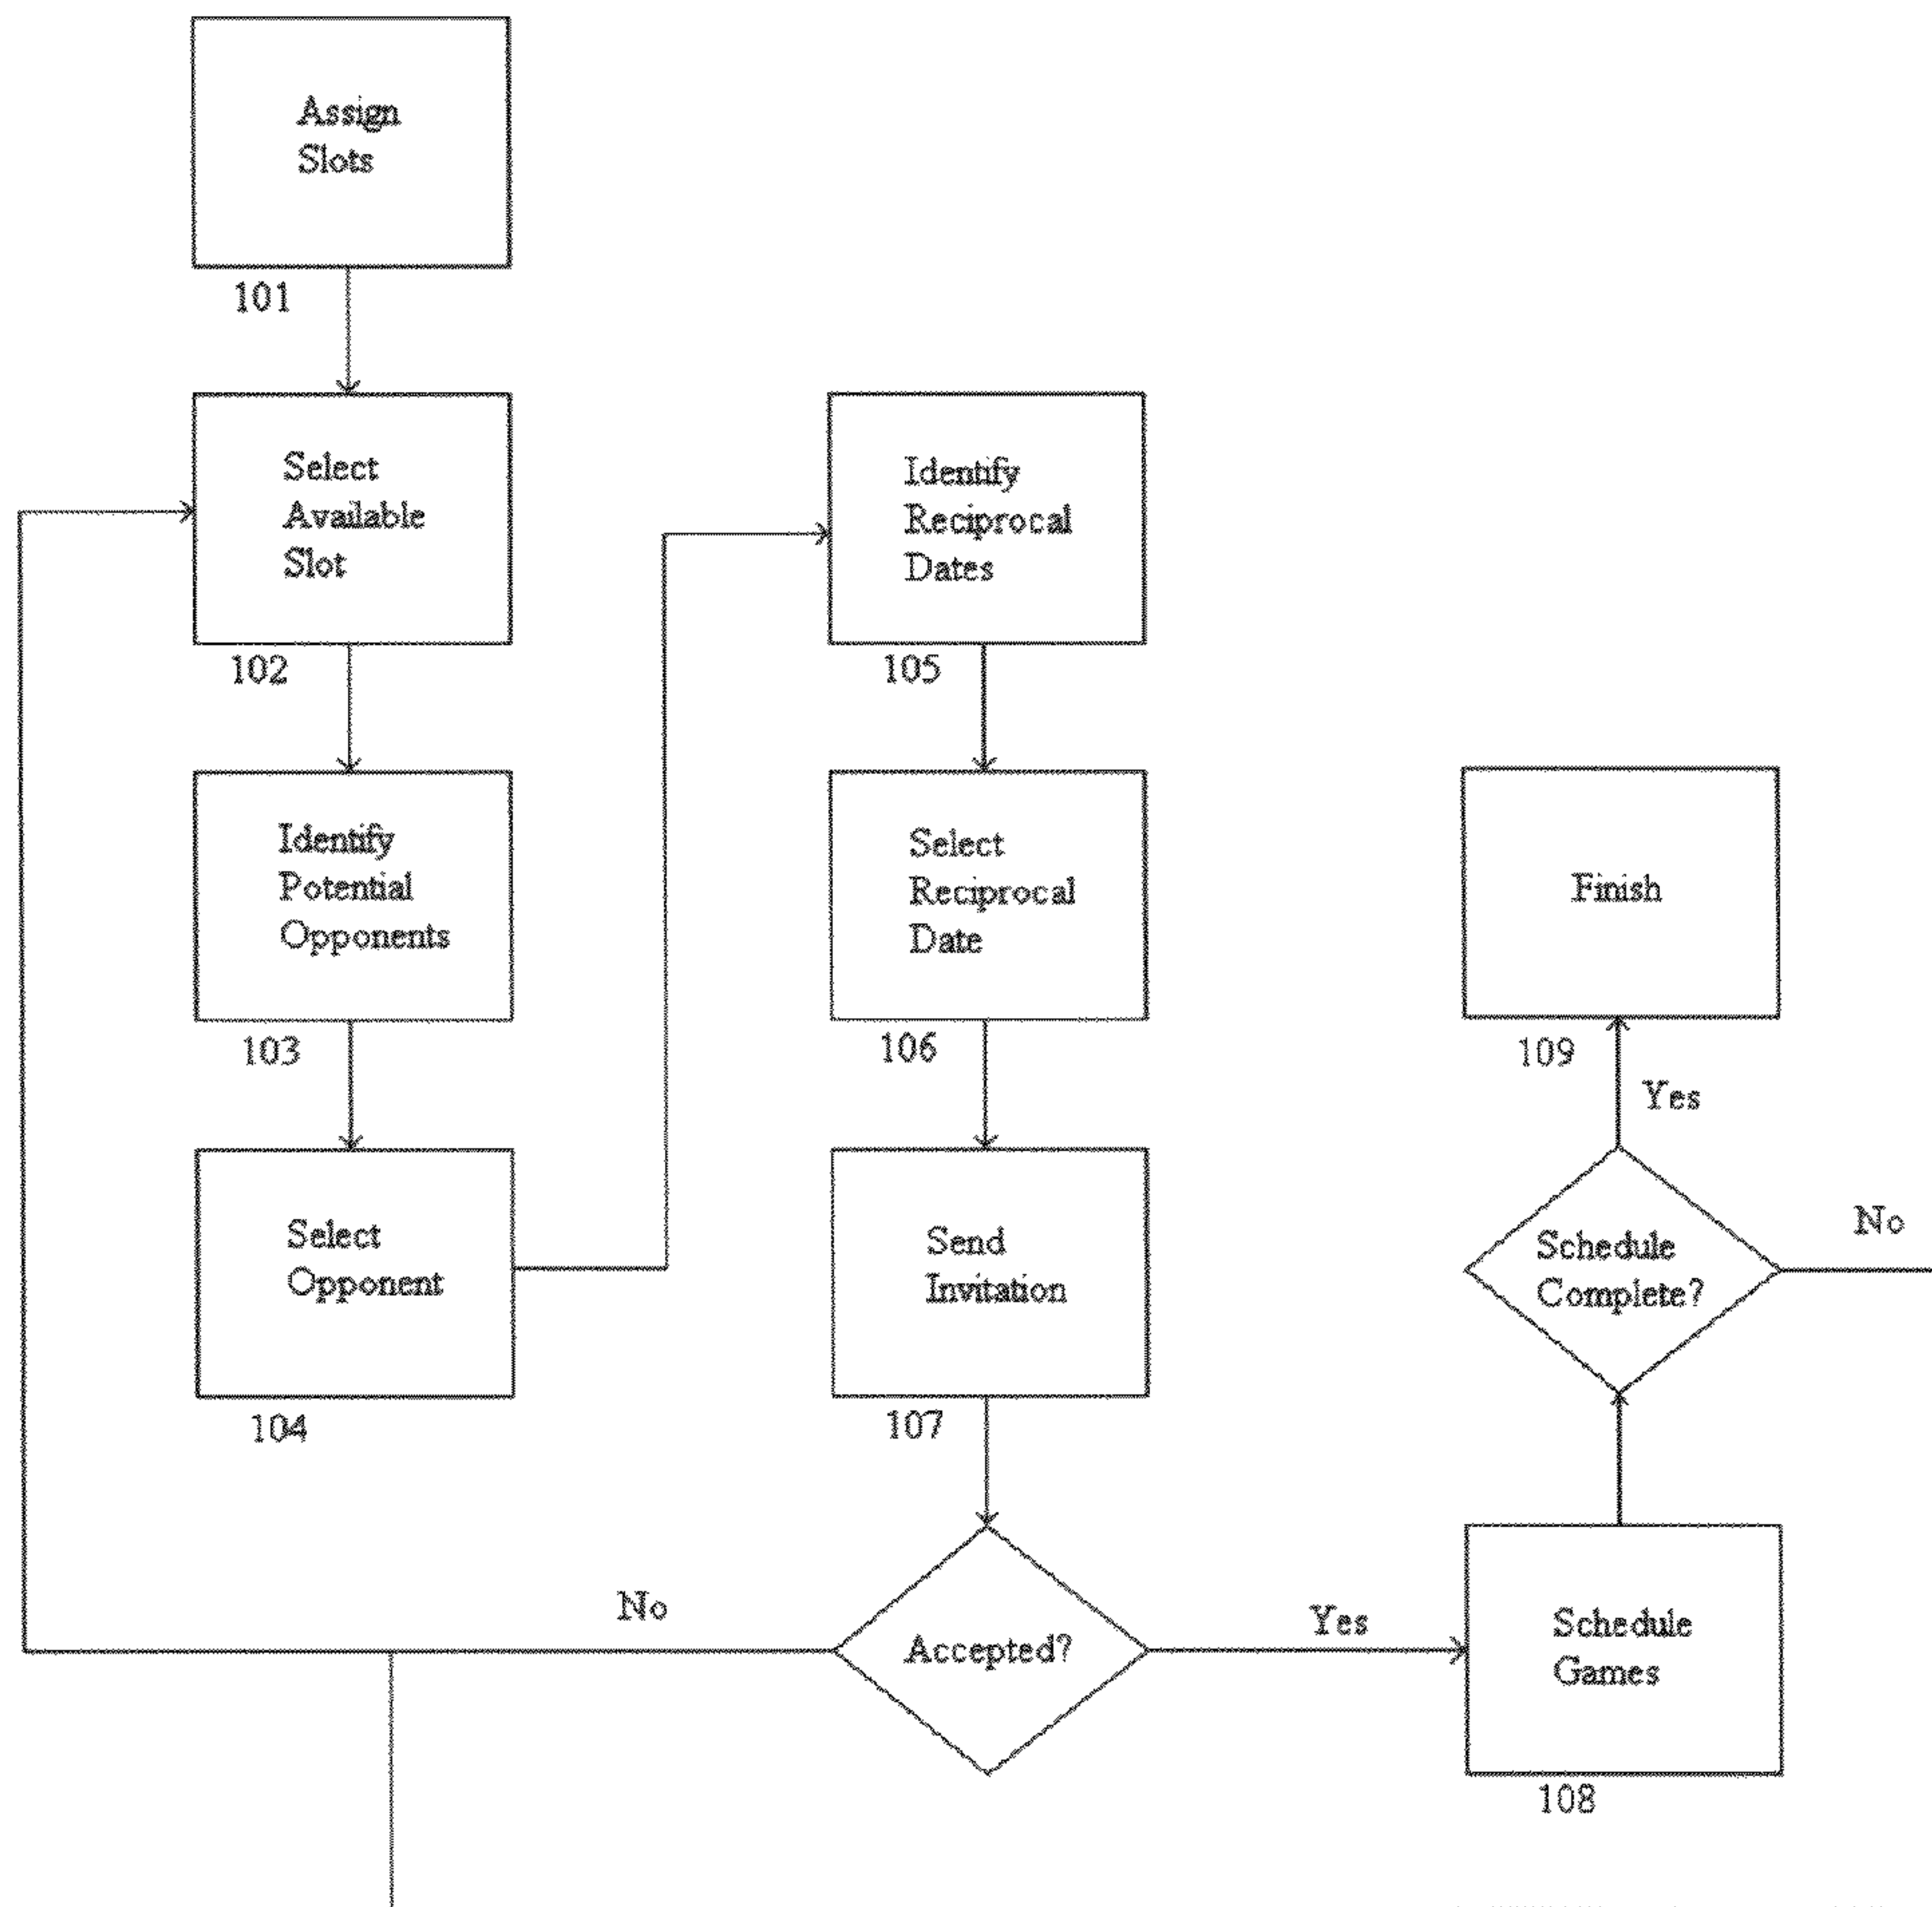 Assign
Slots
101
Select
Available
Slot
102
Identify
Potential
Opponents
103
Select
Opponent
104
Identify
Reciprocal
Dates
105
Select
Reciprocal
Date
106
Send
Invitation
107
Accepted?
No
Yes
Schedule
Games
108
Schedule
Complete?
No
Yes
Finish
109